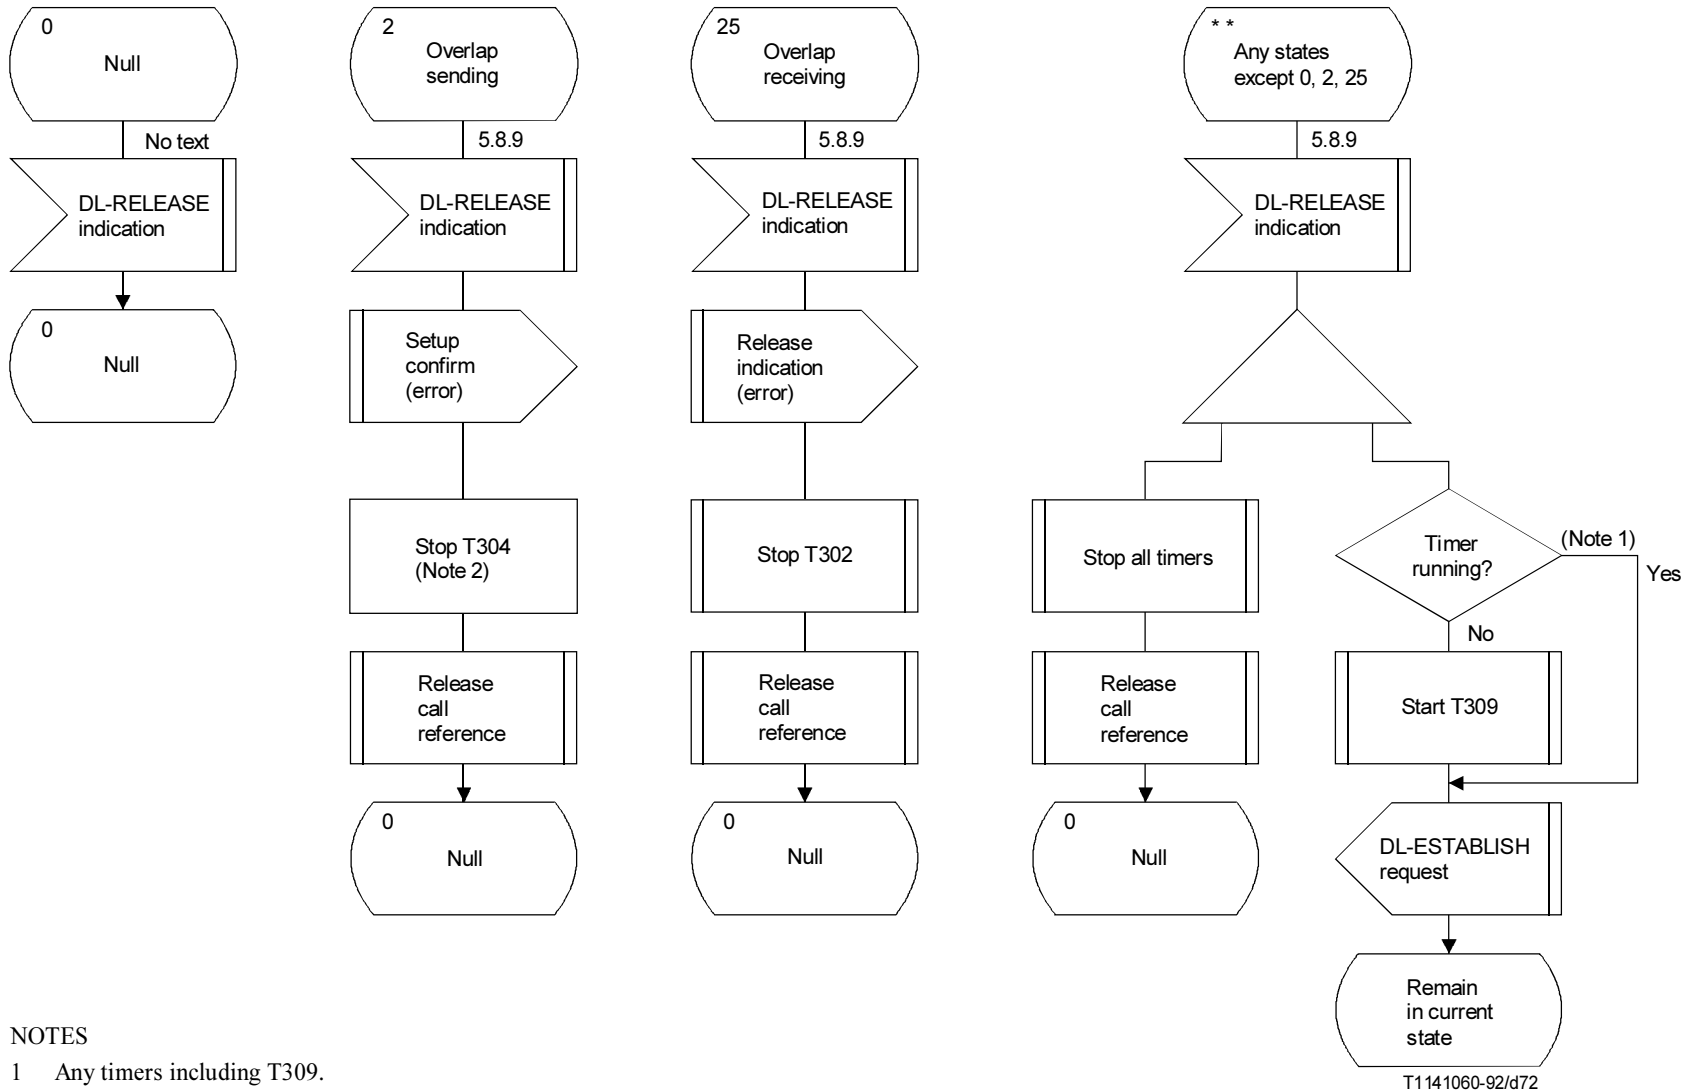 0
Null
No text
DL-RELEASE
indication
0
Null
2
Overlap
sending
5.8.9
DL-RELEASE
indication
Setup
confirm
(error)
Stop T304
(Note 2)
Release
call
reference
0
Null
25
Overlap
receiving
5.8.9
DL-RELEASE
indication
Release
indication
(error)
Stop T302
Release
call
reference
0
Null
* *
Any states
except 0, 2, 25
5.8.9
DL-RELEASE
indication
Stop all timers
Release
call
reference
0
Null
Timer
running?
(Note 1)
Yes
No
Start T309
DL-ESTABLISH
request
Remain
in current
state
T1141060-92/d72
NOTES
1 Any timers including T309.